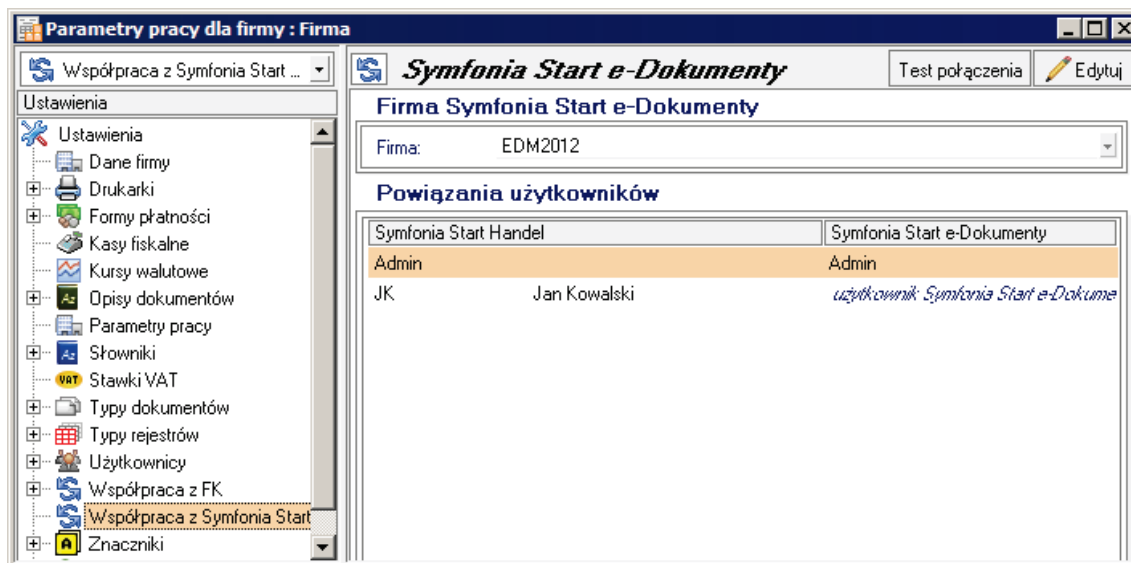 Parametry pracy dla firmy : Firma
Współpraca z Symfonia Start ...
Symfonia Start e-Dokumenty
Test połączenia
Edytuj
Ustawienia
Ustawienia
Dane firmy
Drukarki
Formy płatności
Kasy fiskalne
Kursy walutowe
Opisy dokumentów
Parametry pracy
Słowniki
VAT Stawki VAT
Typy dokumentów
Typy rejestrów
Użytkownicy
Współpraca z FK
Współpraca z Symfonia Start
A Znaczniki
Firma Symfonia Start e-Dokumenty
Firma: EDM2012
Powiązania użytkowników
Symfonia Start Handel Symfonia Start e-Dokumenty
Admin Admin
JK Jan Kowalski użytkownik Symfonia Start e-Dokume